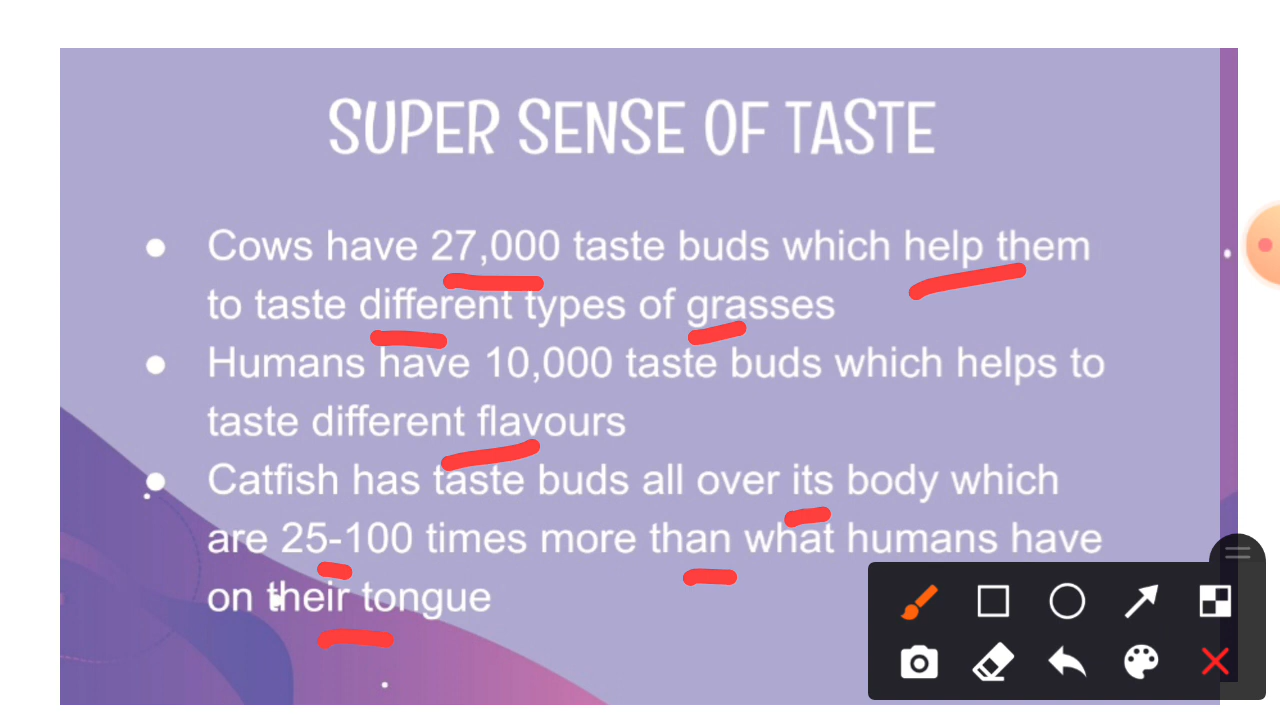 SUPER SENSE OF TASTE
Cows have 27,000 taste buds which help them
to taste different types of grasses
Humans have 10,000 taste buds which helps to
taste different flavours
Catfish has taste buds all over its body which
are 25-100 times more than what humans have
on their tongue